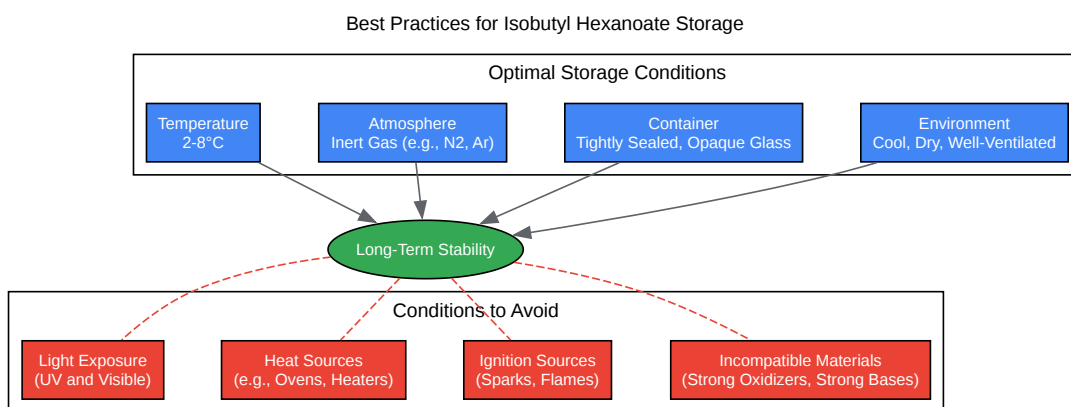 Best Practices for Isobutyl Hexanoate Storage
Optimal Storage Conditions
Temperature
2-8°C
Atmosphere
Inert Gas (e.g., N2, Ar)
Container
Tightly Sealed, Opaque Glass
Environment
Cool, Dry, Well-Ventilated
Long-Term Stability
Conditions to Avoid
Light Exposure
(UV and Visible)
Heat Sources
(e.g., Ovens, Heaters)
Ignition Sources
(Sparks, Flames)
Incompatible Materials
(Strong Oxidizers, Strong Bases)